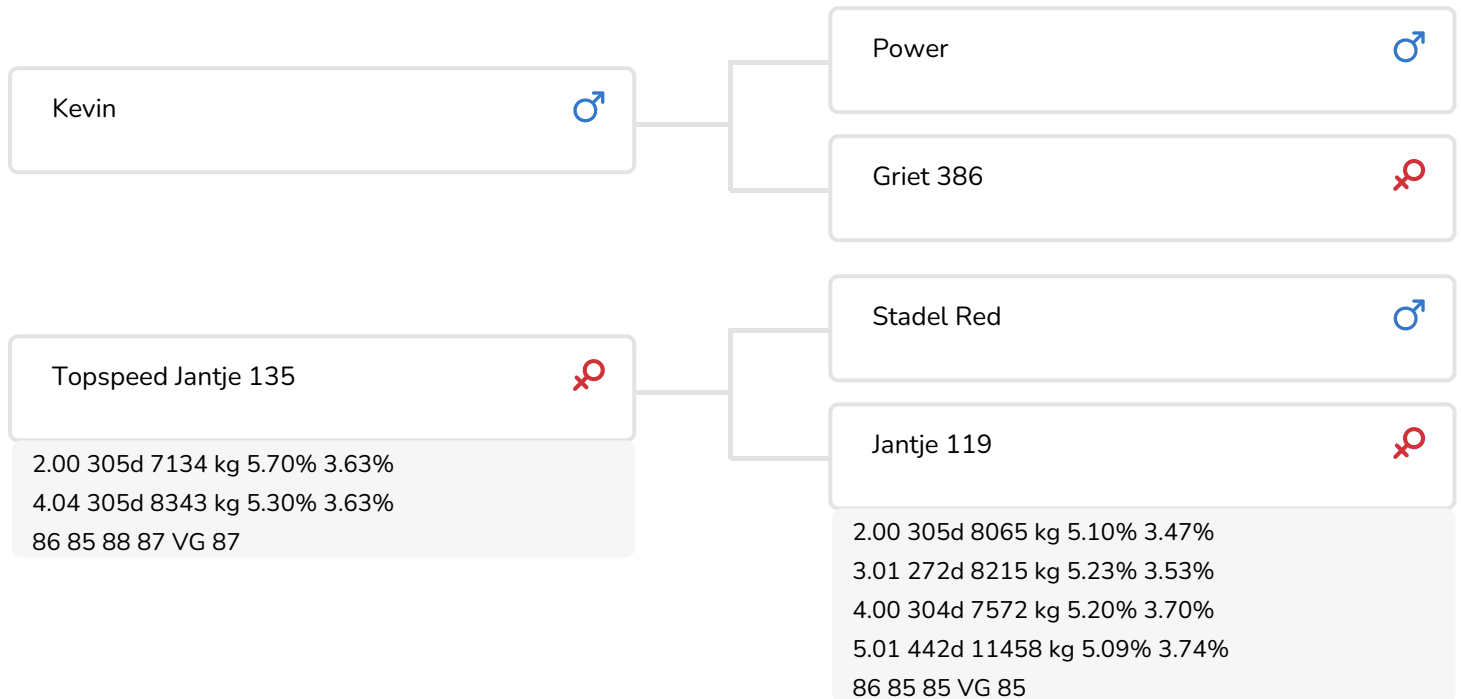 Kevin
Power
Griet 386
Topspeed Jantje 135
2.00 305d 7134 kg 5.70% 3.63%
4.04 305d 8343 kg 5.30% 3.63%
86 85 88 87 VG 87
Stadel Red
Jantje 119
2.00 305d 8065 kg 5.10% 3.47%
3.01 272d 8215 kg 5.23% 3.53%
4.00 304d 7572 kg 5.20% 3.70%
5.01 442d 11458 kg 5.09% 3.74%
86 85 85 VG 85